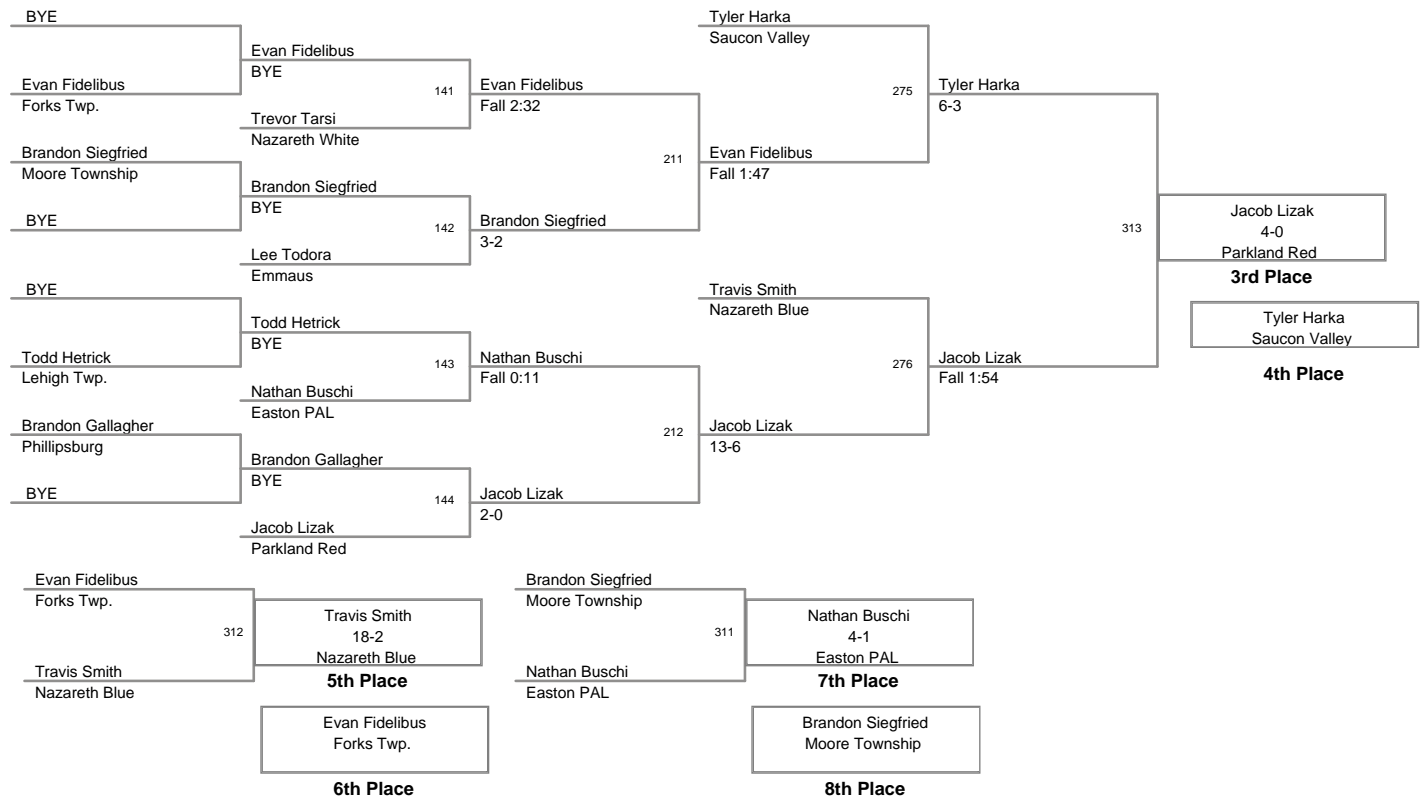 BYE
Evan Fidelibus
Forks Twp.
Brandon Siegfried
Moore Township
BYE
BYE
Todd Hetrick
Lehigh Twp.
Brandon Gallagher
Phillipsburg
BYE
Evan Fidelibus
BYE
141
Trevor Tarsi
Nazareth White
Brandon Siegfried
BYE
142
Lee Todora
Emmaus
Todd Hetrick
BYE
143
Nathan Buschi
Easton PAL
Brandon Gallagher
BYE
144
Jacob Lizak
Parkland Red
Evan Fidelibus
Fall 2:32
211
Brandon Siegfried
3-2
Nathan Buschi
Fall 0:11
212
Jacob Lizak
2-0
Tyler Harka
Saucon Valley
275
Evan Fidelibus
Fall 1:47
Travis Smith
Nazareth Blue
276
Jacob Lizak
13-6
Tyler Harka
6-3
313
Jacob Lizak
Fall 1:54
Jacob Lizak
4-0
Parkland Red
3rd Place
Tyler Harka
Saucon Valley
4th Place
Evan Fidelibus
Forks Twp.
312
Travis Smith
Nazareth Blue
Travis Smith
18-2
Nazareth Blue
5th Place
Evan Fidelibus
Forks Twp.
6th Place
Brandon Siegfried
Moore Township
311
Nathan Buschi
Easton PAL
Nathan Buschi
4-1
Easton PAL
7th Place
Brandon Siegfried
Moore Township
8th Place